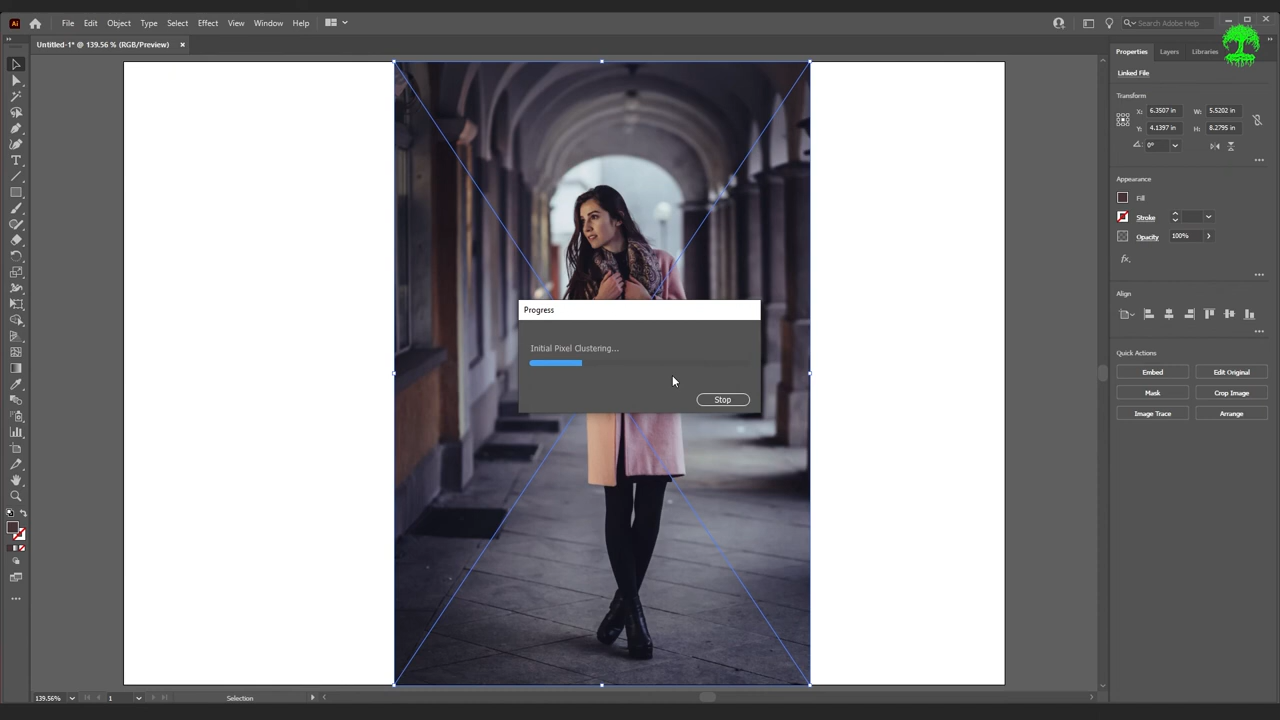 Ai File Edit Object Type Select Effect View Window Help Search Adobe Help
Untitled-1* @ 139.56 % (RGB/Preview) ×
Properties Layers Libraries
Linked File
Transform
X: 6.3507 in W: 5.5202 in
Y: 4.1397 in H: 8.2795 in
0°
Appearance
Fill
Stroke
Opacity 100%
fx.
Align
Quick Actions
Embed Edit Original
Mask Crop Image
Image Trace Arrange
Progress
Initial Pixel Clustering...
Stop
139.56% 1 Selection